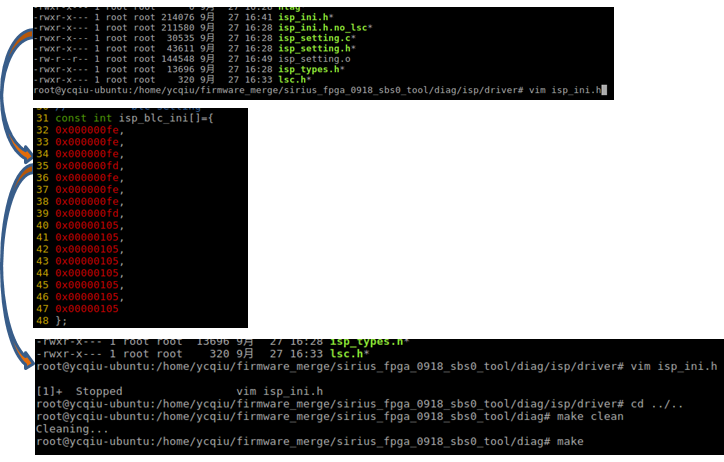 -rwxr-x--- 1 root root 214076 9月 27 16:41 isp_ini.h*
-rwxr-x--- 1 root root 211580 9月 27 16:28 isp_ini.h.no_lsc*
-rwxr-x--- 1 root root 30535 9月 27 16:28 isp_setting.c*
-rwxr-x--- 1 root root 43611 9月 27 16:28 isp_setting.h*
-rw-r--r-- 1 root root 144548 9月 27 16:49 isp_setting.o
-rwxr-x--- 1 root root 13696 9月 27 16:28 isp_types.h*
-rwxr-x--- 1 root root 320 9月 27 16:33 lsc.h*
root@ycqiu-ubuntu:/home/ycqiu/firmware_merge/sirius_fpga_0918_sbs0_tool/diag/isp/driver# vim isp_ini.h
31 const int isp_blc_ini[]={
32 0x000000fe,
33 0x000000fe,
34 0x000000fe,
35 0x000000fd,
36 0x000000fe,
37 0x000000fe,
38 0x000000fe,
39 0x000000fd,
40 0x00000105,
41 0x00000105,
42 0x00000105,
43 0x00000105,
44 0x00000105,
45 0x00000105,
46 0x00000105,
47 0x00000105
48 };
-rwxr-x--- 1 root root 13696 9月 27 16:28 isp_types.h*
-rwxr-x--- 1 root root 320 9月 27 16:33 lsc.h*
root@ycqiu-ubuntu:/home/ycqiu/firmware_merge/sirius_fpga_0918_sbs0_tool/diag/isp/driver# vim isp_ini.h
[1]+ Stopped vim isp_ini.h
root@ycqiu-ubuntu:/home/ycqiu/firmware_merge/sirius_fpga_0918_sbs0_tool/diag/isp/driver# cd ../..
root@ycqiu-ubuntu:/home/ycqiu/firmware_merge/sirius_fpga_0918_sbs0_tool/diag# make clean
Cleaning...
root@ycqiu-ubuntu:/home/ycqiu/firmware_merge/sirius_fpga_0918_sbs0_tool/diag# make